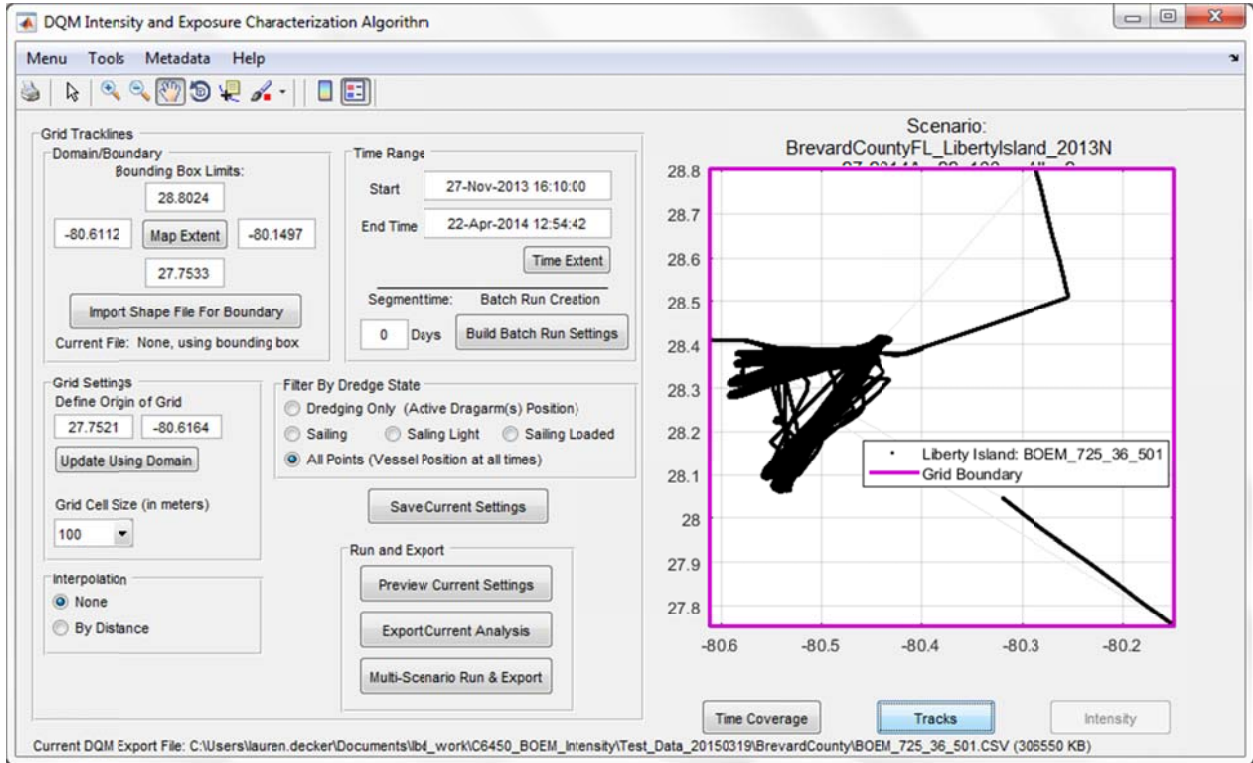 DQM Intensity and Exposure Characterization Algorithm
Menu Tools Metadata Help
Grid Tracklines
Domain/Boundary
Bounding Box Limits:
28.8024
-80.6112 Map Extent -80.1497
27.7533
Import Shape File For Boundary
Current File: None, using bounding box
Time Range
Start 27-Nov-2013 16:10:00
End Time 22-Apr-2014 12:54:42
Time Extent
Segmenttime: Batch Run Creation
0 Days Build Batch Run Settings
Grid Settings
Define Origin of Grid
27.7521 -80.6164
Update Using Domain
Grid Cell Size (in meters)
100
Filter By Dredge State
Dredging Only (Active Dragarm(s) Position)
Sailing Saling Light Sailing Loaded
All Points (Vessel Position at all times)
Save Current Settings
Interpolation
None
By Distance
Run and Export
Preview Current Settings
Export Current Analysis
Multi-Scenario Run & Export
Scenario:
BrevardCountyFL_LibertyIsland_2013N
28.8
28.7
28.6
28.5
28.4
28.3
28.2
28.1
28
27.9
27.8
Liberty Island: BOEM_725_36_501
Grid Boundary
-80.6 -80.5 -80.4 -80.3 -80.2
Time Coverage Tracks Intensity
Current DQM Export File: C:\Users\lauren.decker\Documents\lbl_work\C6450_BOEM_Intensity\Test_Data_20150319\BrevardCounty\BOEM_725_36_501.CSV (306550 KB)